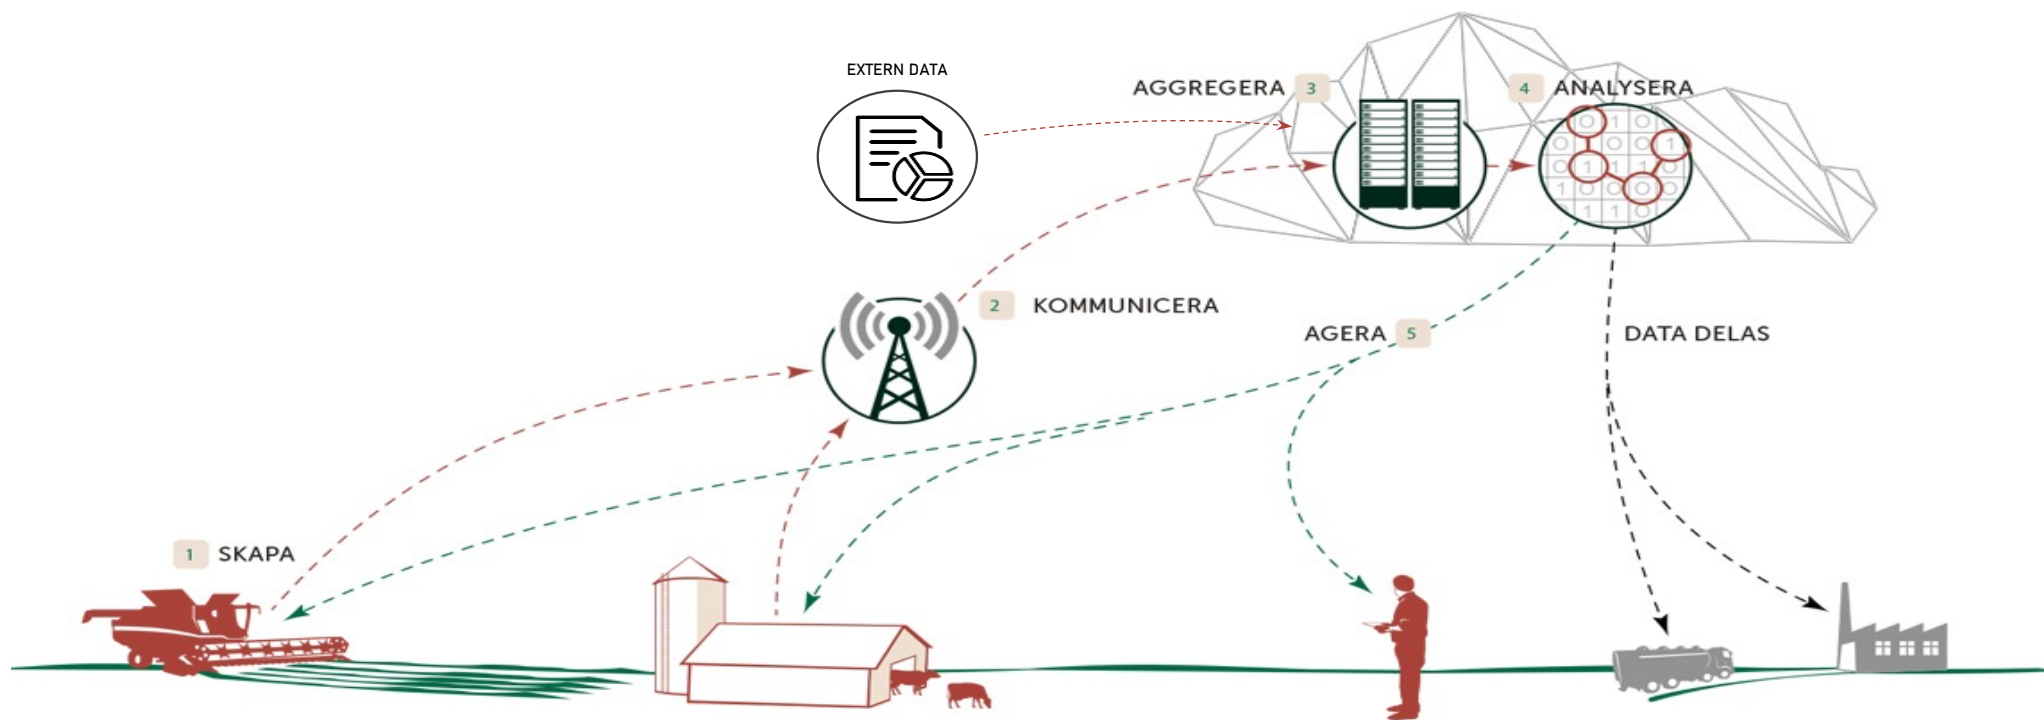 EXTERN DATA
AGGREGERA 3
4 ANALYSERA
2 KOMMUNICERA
AGERA 5
DATA DELAS
1 SKAPA